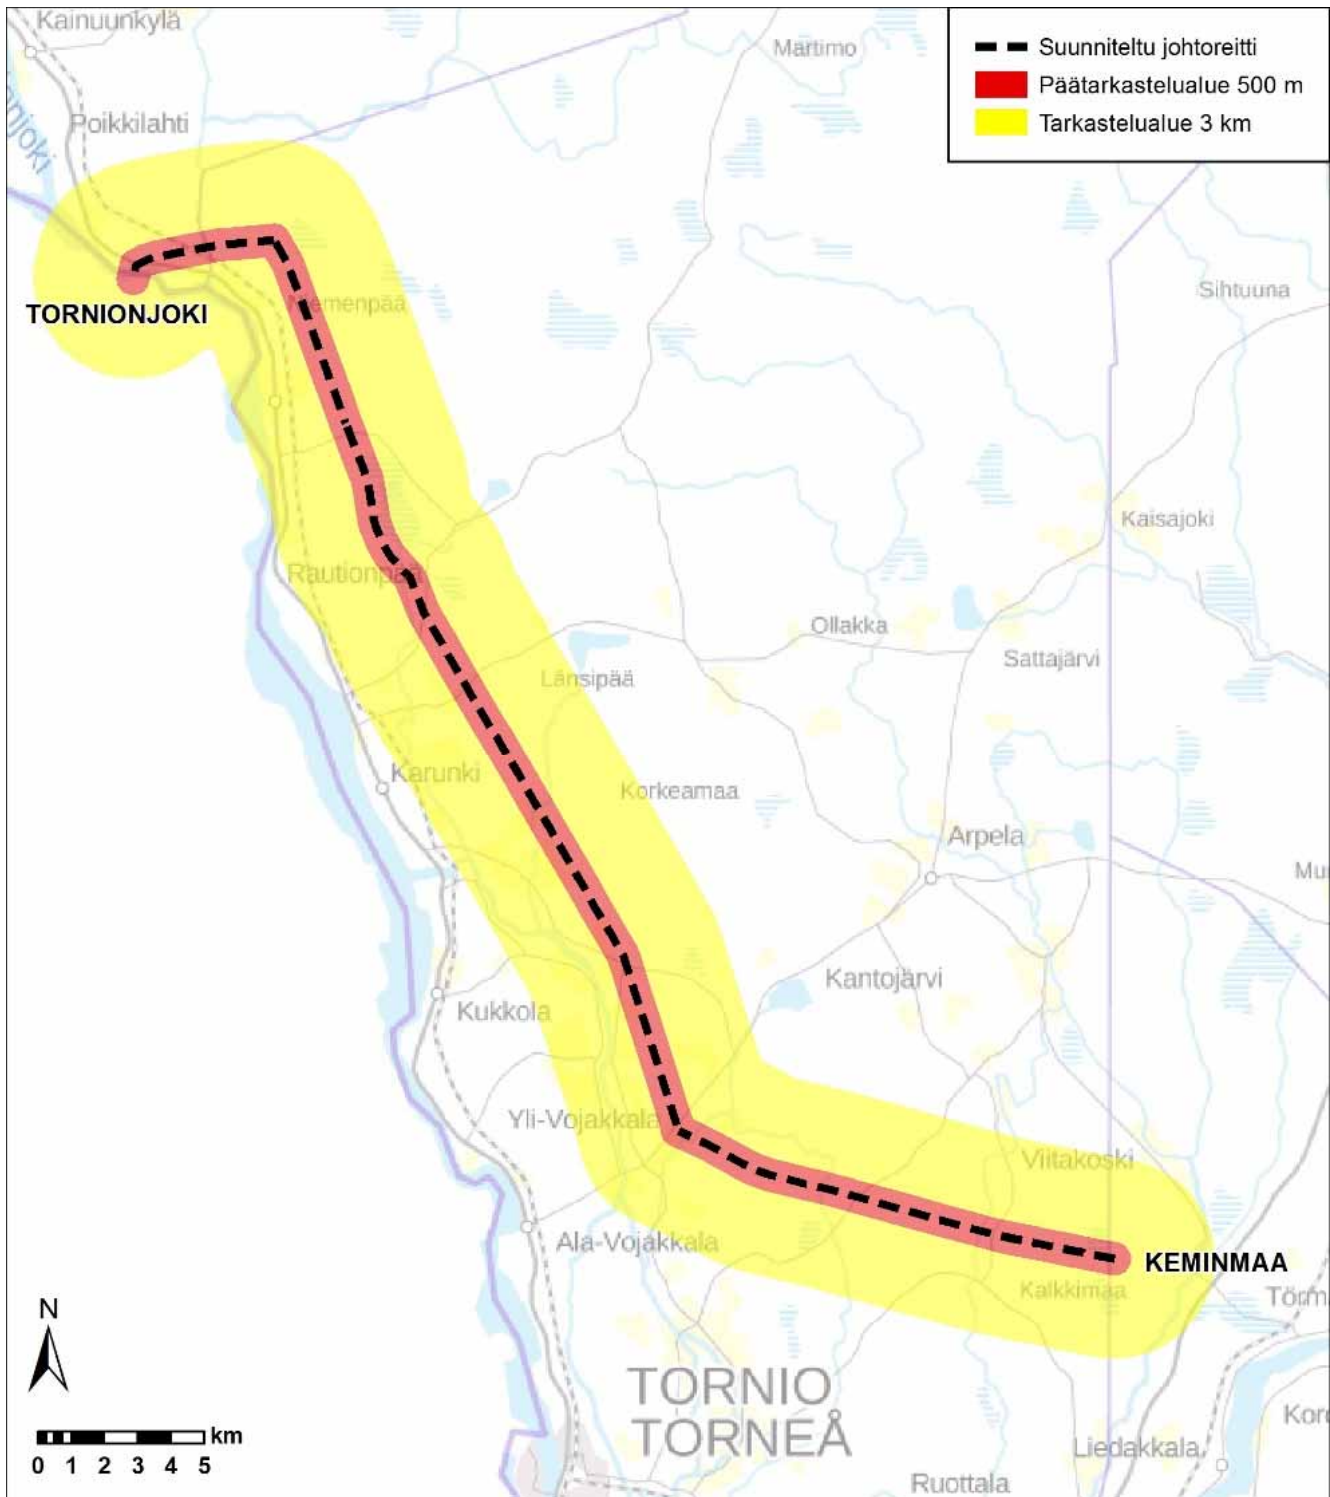 Kainuunkylä
Martimo
Suunniteltu johtoreitti
Päätarkastelualue 500 m
Tarkastelualue 3 km
Poikkilahti
TORNIONJOKI
Niemenpää
Sihtuuna
Kaisajoki
Rautionpää
Ollakka
Sattajärvi
Länsipää
Karunki
Korkeamaa
Arpela
Kantojärvi
Kukkola
Yli-Vojakkala
Viitakoski
Ala-Vojakkala
KEMINMAA
Kalkkimaa
N
TORNIO
TORNEÅ
km
0 1 2 3 4 5
Liedakkala
Ruottala